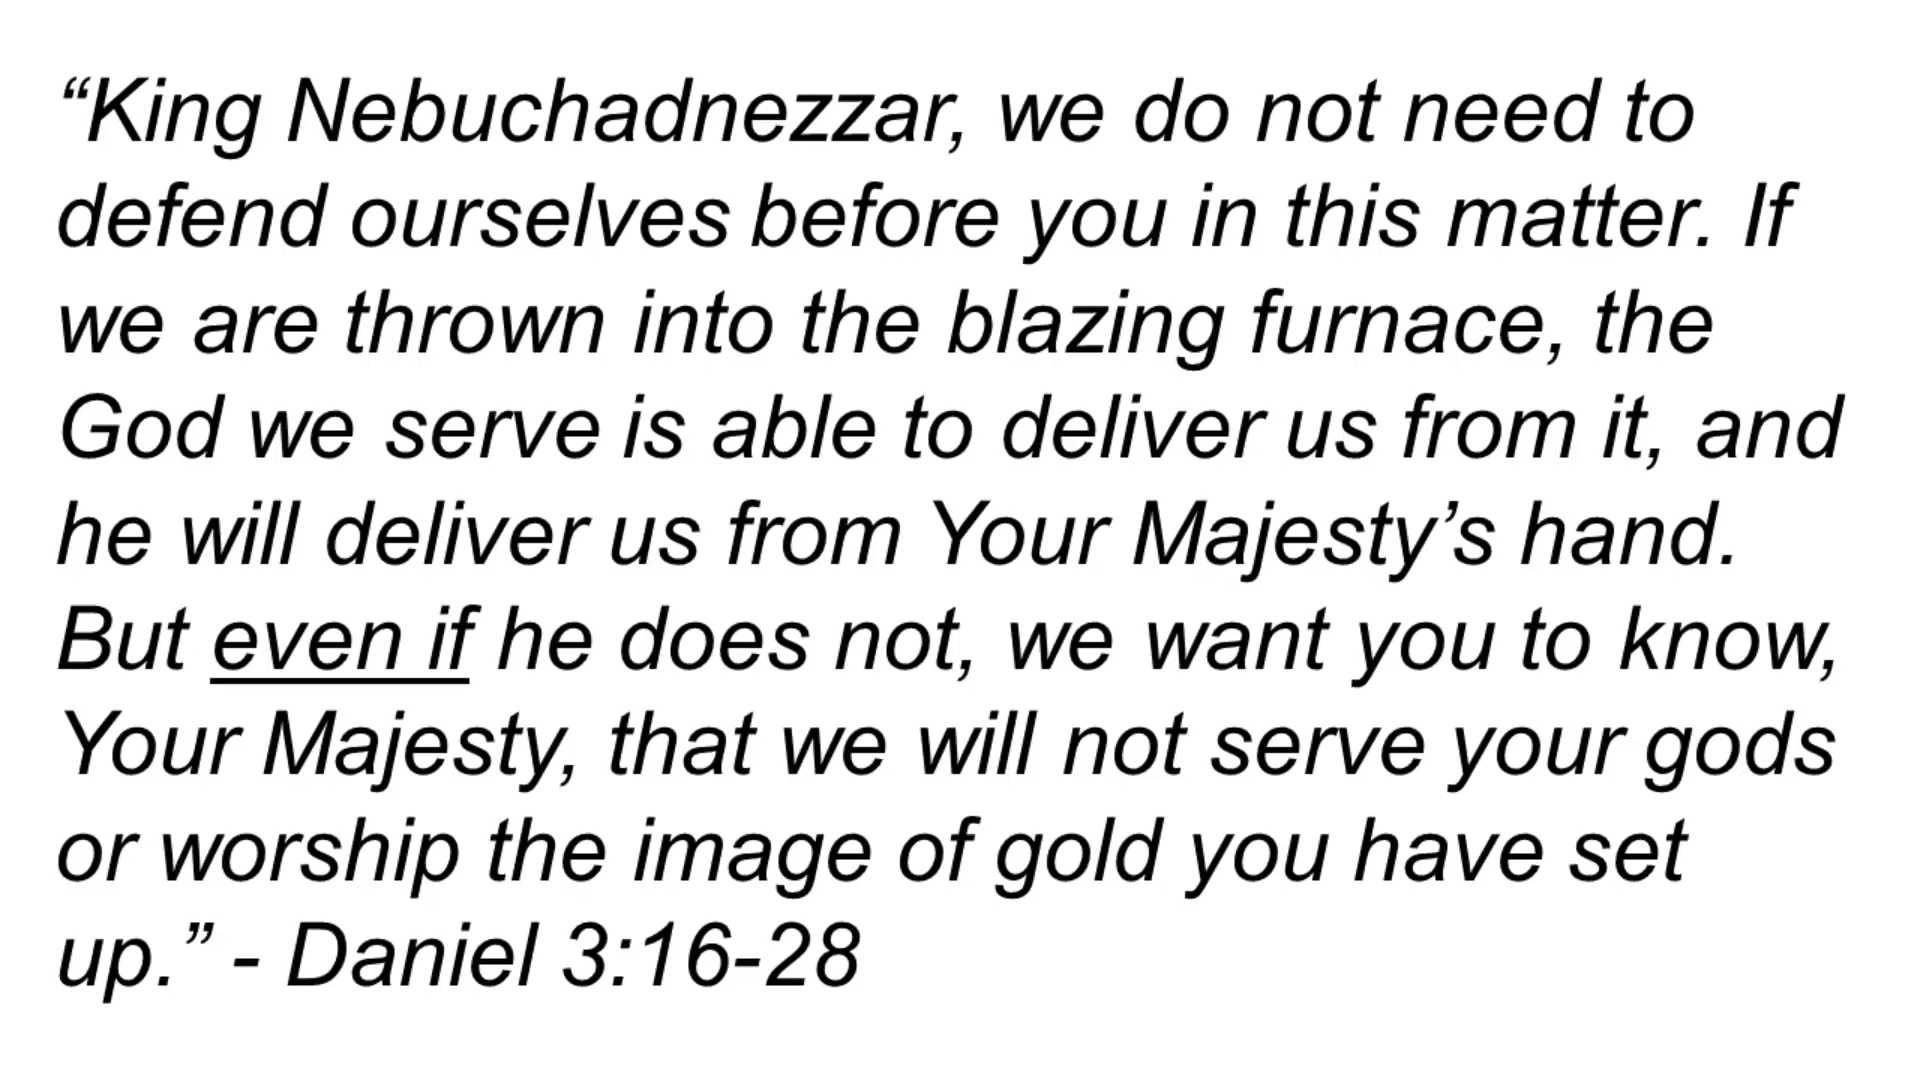 “King Nebuchadnezzar, we do not need to
defend ourselves before you in this matter. If
we are thrown into the blazing furnace, the
God we serve is able to deliver us from it, and
he will deliver us from Your Majesty’s hand.
But even if he does not, we want you to know,
Your Majesty, that we will not serve your gods
or worship the image of gold you have set
up.” - Daniel 3:16-28